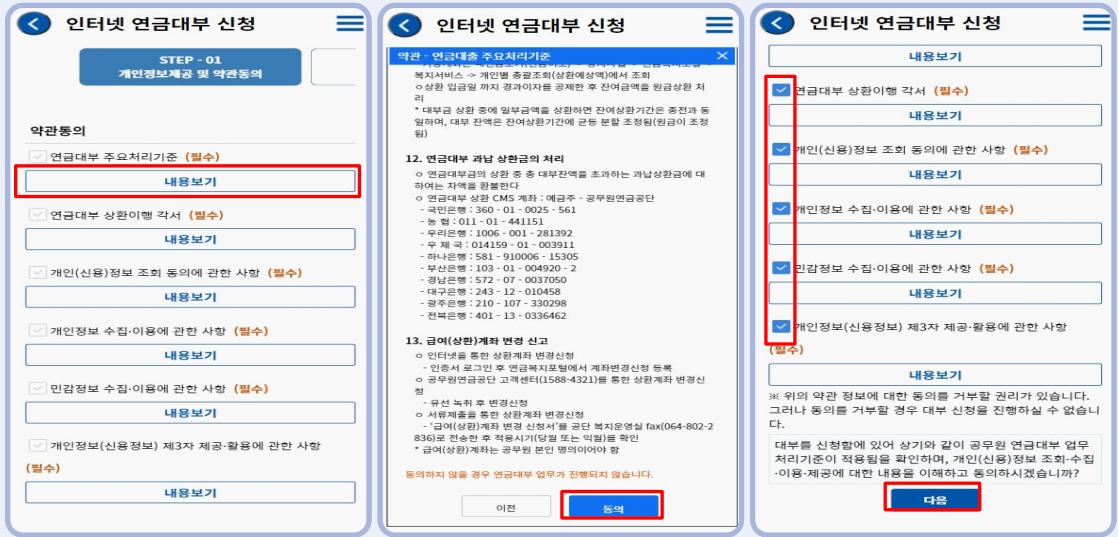 인터넷 연금대부 신청
STEP - 01
개인정보제공 및 약관동의
약관동의
연금대부 주요처리기준 (필수)
내용보기
연금대부 상환이행 각서 (필수)
내용보기
개인(신용)정보 조회 동의에 관한 사항 (필수)
내용보기
개인정보 수집·이용에 관한 사항 (필수)
내용보기
민감정보 수집·이용에 관한 사항 (필수)
내용보기
개인정보(신용정보) 제3자 제공·활용에 관한 사항
(필수)
내용보기
인터넷 연금대부 신청
약관 - 연금대출 주요처리기준
복지서비스 -> 개인별 총괄조회(상환예상액)에서 조회
ㅇ상환 입금일 까지 경과이자를 공제한 후 잔여금액을 원금상환 처
리
* 대부금 상환 중에 일부금액을 상환하면 잔여상환기간은 종전과 동
일하며, 대부 잔액은 잔여상환기간에 균등 분할 조정됨(원금이 조정
됨)
12. 연금대부 과납 상환금의 처리
ㅇ 연금대부금의 상환 중 총 대부잔액을 초과하는 과납상환금에 대
하여는 차액을 환불한다
ㅇ 연금대부 상환 CMS 계좌 : 예금주 - 공무원연금공단
- 국민은행 : 360 - 01 - 0025 - 561
- 농 협 : 011 - 01 - 441151
- 우리은행 : 1006 - 001 - 281392
- 우 체 국 : 014159 - 01 - 003911
- 하나은행 : 581 - 910006 - 15305
- 부산은행 : 103 - 01 - 004920 - 2
- 경남은행 : 572 - 07 - 0037050
- 대구은행 : 243 - 12 - 010458
- 광주은행 : 210 - 107 - 330298
- 전북은행 : 401 - 13 - 0336462
13. 급여(상환)계좌 변경 신고
ㅇ 인터넷을 통한 상환계좌 변경신청
- 인증서 로그인 후 연금복지포털에서 계좌변경신청 등록
ㅇ 공무원연금공단 고객센터(1588-4321)를 통한 상환계좌 변경신
청
- 유선 녹취 후 변경신청
ㅇ 서류제출을 통한 상환계좌 변경신청
- '급여(상환)계좌 변경 신청서'를 공단 복지운영실 fax(064-802-2
836)로 전송한 후 적용시기(당월 또는 익월)를 확인
* 급여(상환)계좌는 공무원 본인 명의이어야 함
동의하지 않을 경우 연금대부 업무가 진행되지 않습니다.
이전
동의
인터넷 연금대부 신청
내용보기
연금대부 상환이행 각서 (필수)
내용보기
개인(신용)정보 조회 동의에 관한 사항 (필수)
내용보기
개인정보 수집·이용에 관한 사항 (필수)
내용보기
민감정보 수집·이용에 관한 사항 (필수)
내용보기
개인정보(신용정보) 제3자 제공·활용에 관한 사항
(필수)
내용보기
※ 위의 약관 정보에 대한 동의를 거부할 권리가 있습니다.
그러나 동의를 거부할 경우 대부 신청을 진행하실 수 없습니
다.
대부를 신청함에 있어 상기와 같이 공무원 연금대부 업무
처리기준이 적용됨을 확인하며, 개인(신용)정보 조회·수집
·이용·제공에 대한 내용을 이해하고 동의하시겠습니까?
다음